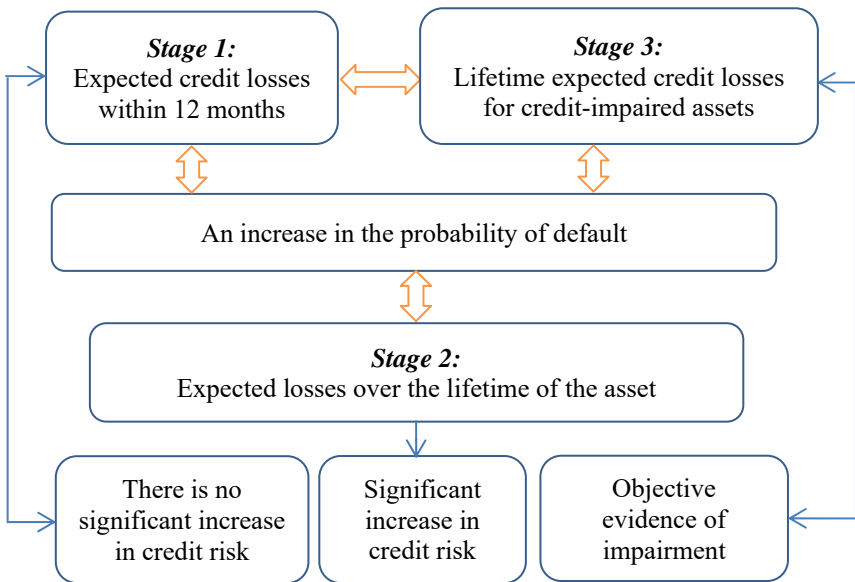 Stage 1:
Expected credit losses
within 12 months
Stage 3:
Lifetime expected credit losses
for credit-impaired assets
An increase in the probability of default
Stage 2:
Expected losses over the lifetime of the asset
There is no
significant increase
in credit risk
Significant
increase in
credit risk
Objective
evidence of
impairment